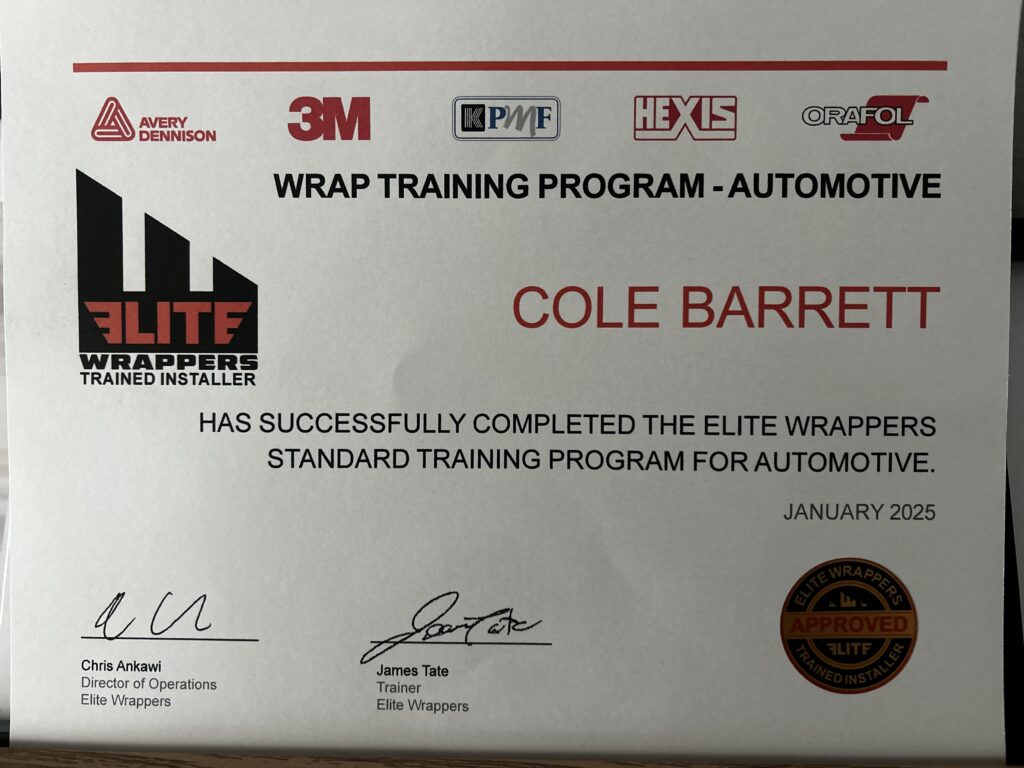 AVERY
DENNISON
3M
KPMF
HEXIS
ORAFOL
WRAP TRAINING PROGRAM - AUTOMOTIVE
COLE BARRETT
ELITE
WRAPPERS
TRAINED INSTALLER
HAS SUCCESSFULLY COMPLETED THE ELITE WRAPPERS
STANDARD TRAINING PROGRAM FOR AUTOMOTIVE.
JANUARY 2025
James Tate
Chris Ankawi
Director of Operations
Elite Wrappers
James Tate
Trainer
Elite Wrappers
ELITE WRAPPERS
APPROVED
ELITE
TRAINED INSTALLER